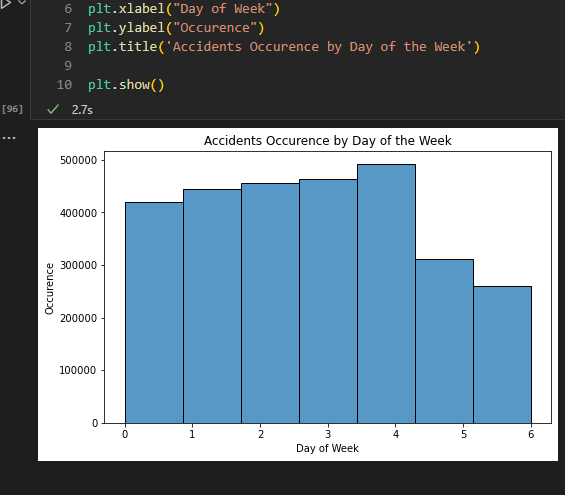 6 plt.xlabel("Day of Week")
7 plt.ylabel("Occurence")
8 plt.title('Accidents Occurence by Day of the Week')
9
10 plt.show()
[96] ✓ 2.7s
...
Accidents Occurence by Day of the Week
500000
400000
300000
200000
100000
0
Occurence
0 1 2 3 4 5 6
Day of Week